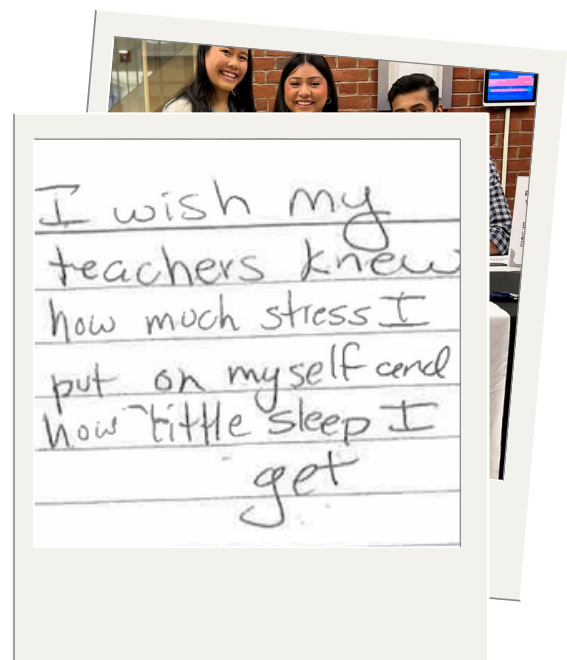 I wish my
teachers knew
how much stress I
put on myself and
how little sleep I
get